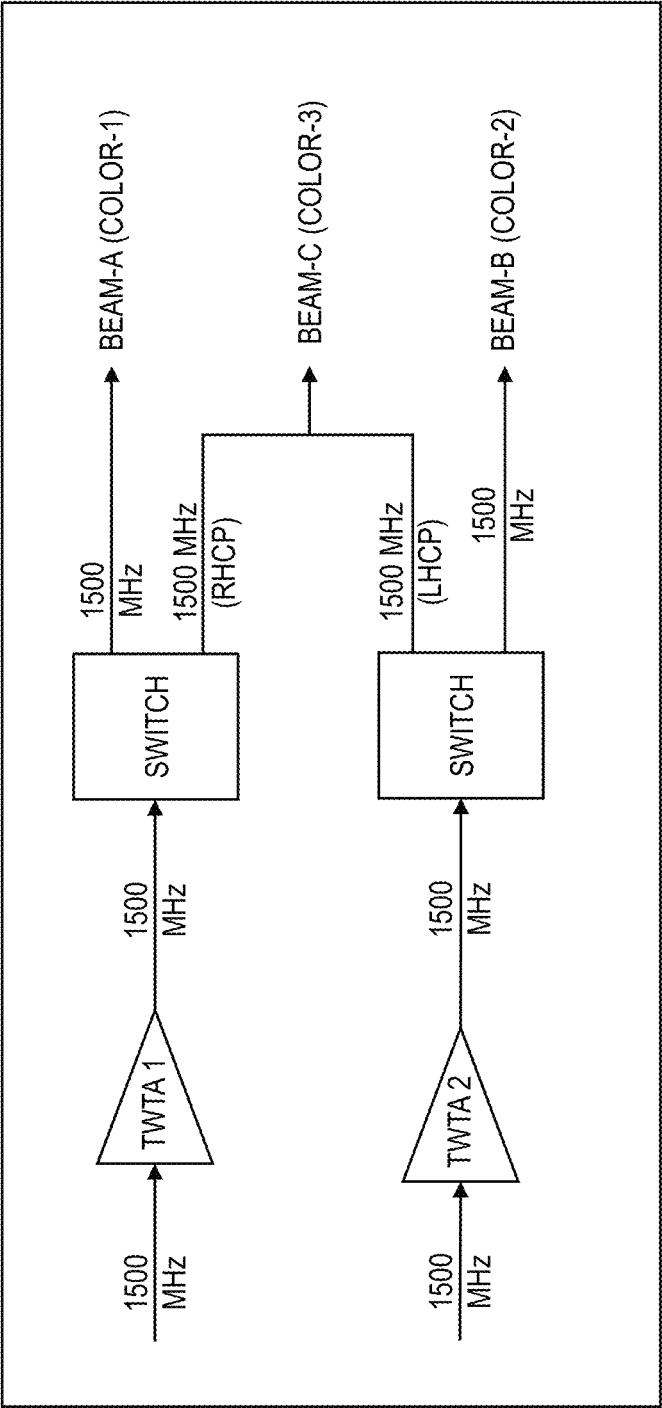 1500
MHz
TWTA 1
1500
MHz
SWITCH
1500
MHz
1500 MHz
(RHCP)
BEAM-A (COLOR-1)
BEAM-C (COLOR-3)
1500
MHz
TWTA 2
1500
MHz
SWITCH
1500 MHz
(LHCP)
1500
MHz
BEAM-B (COLOR-2)